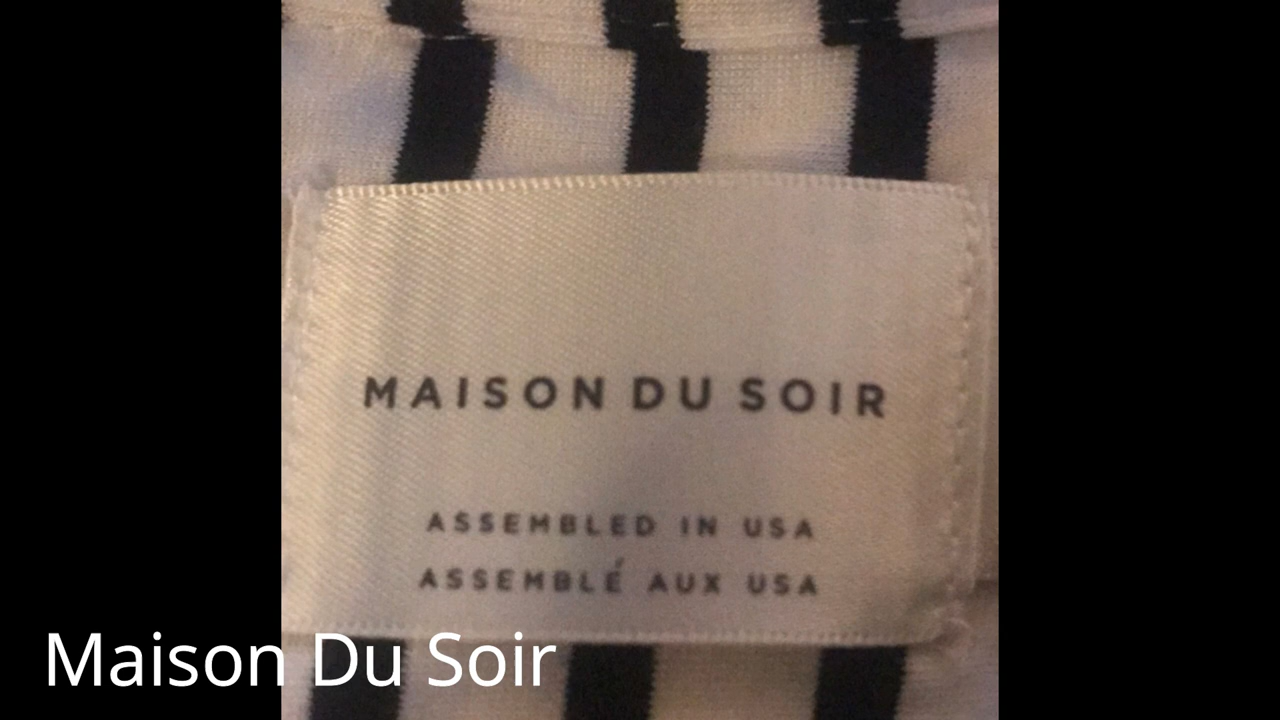 MAISON DU SOIR
ASSEMBLED IN USA
ASSEMBLÉ AUX USA
Maison Du Soir